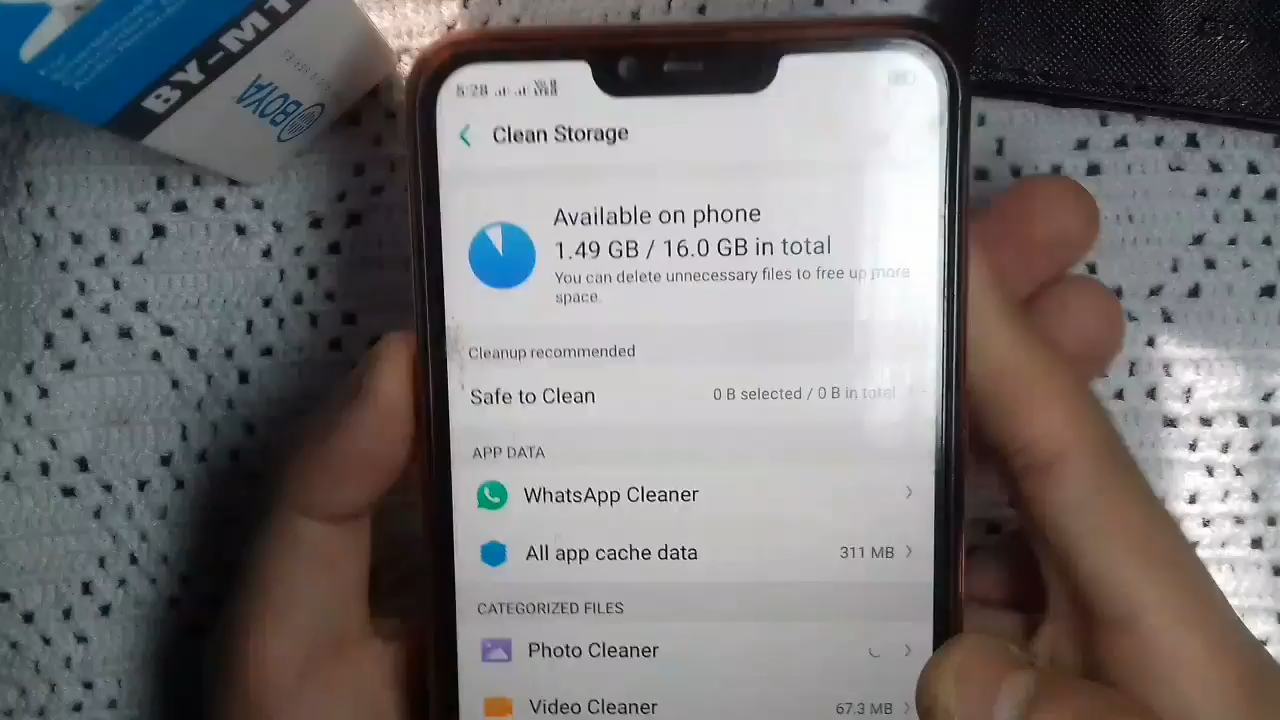 BY-M1
BOYA
5:28
Clean Storage
Available on phone
1.49 GB / 16.0 GB in total
You can delete unnecessary files to free up more
space.
Cleanup recommended
Safe to Clean 0 B selected / 0 B in total
APP DATA
WhatsApp Cleaner
All app cache data 311 MB
CATEGORIZED FILES
Photo Cleaner
Video Cleaner 67.3 MB